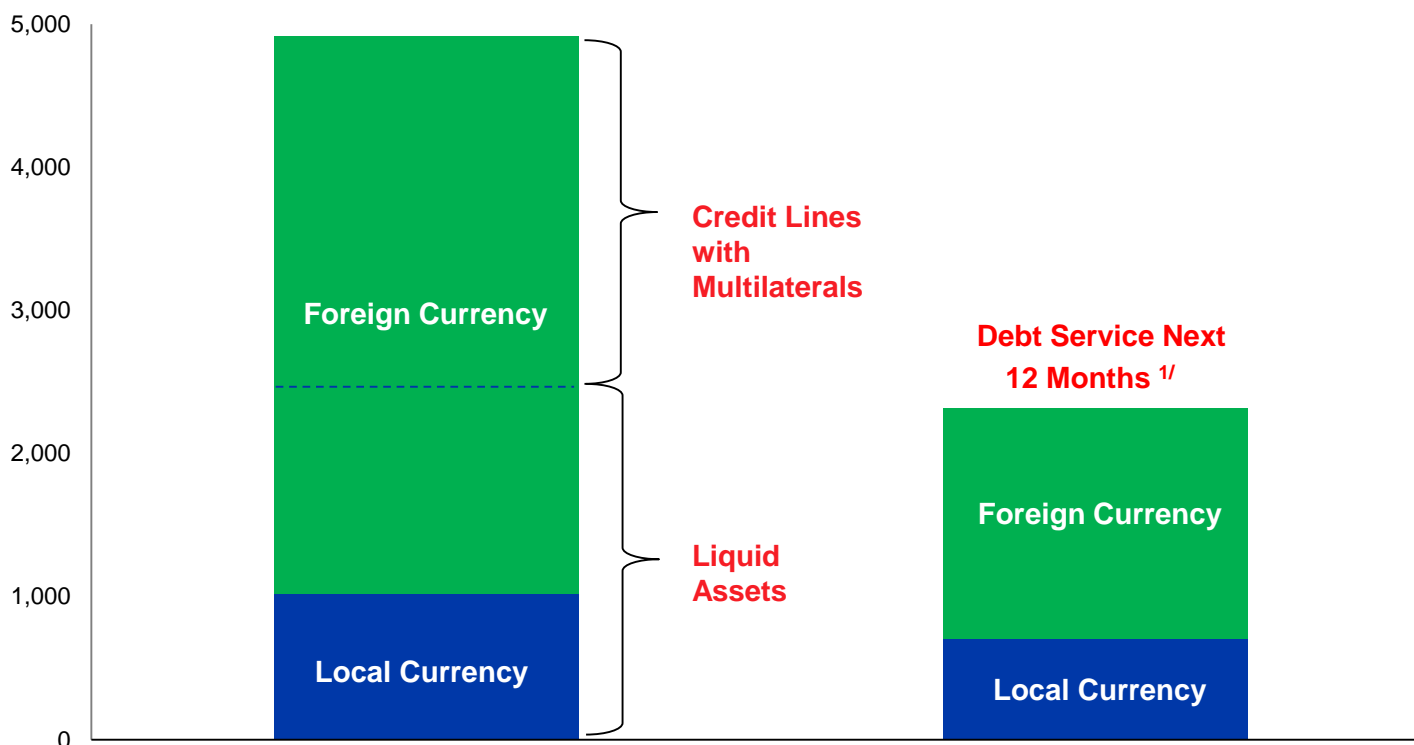 5,000
4,000
3,000
2,000
1,000
0
Foreign Currency
Local Currency
Credit Lines
with
Multilaterals
Liquid
Assets
Debt Service Next
12 Months 1/
Foreign Currency
Local Currency